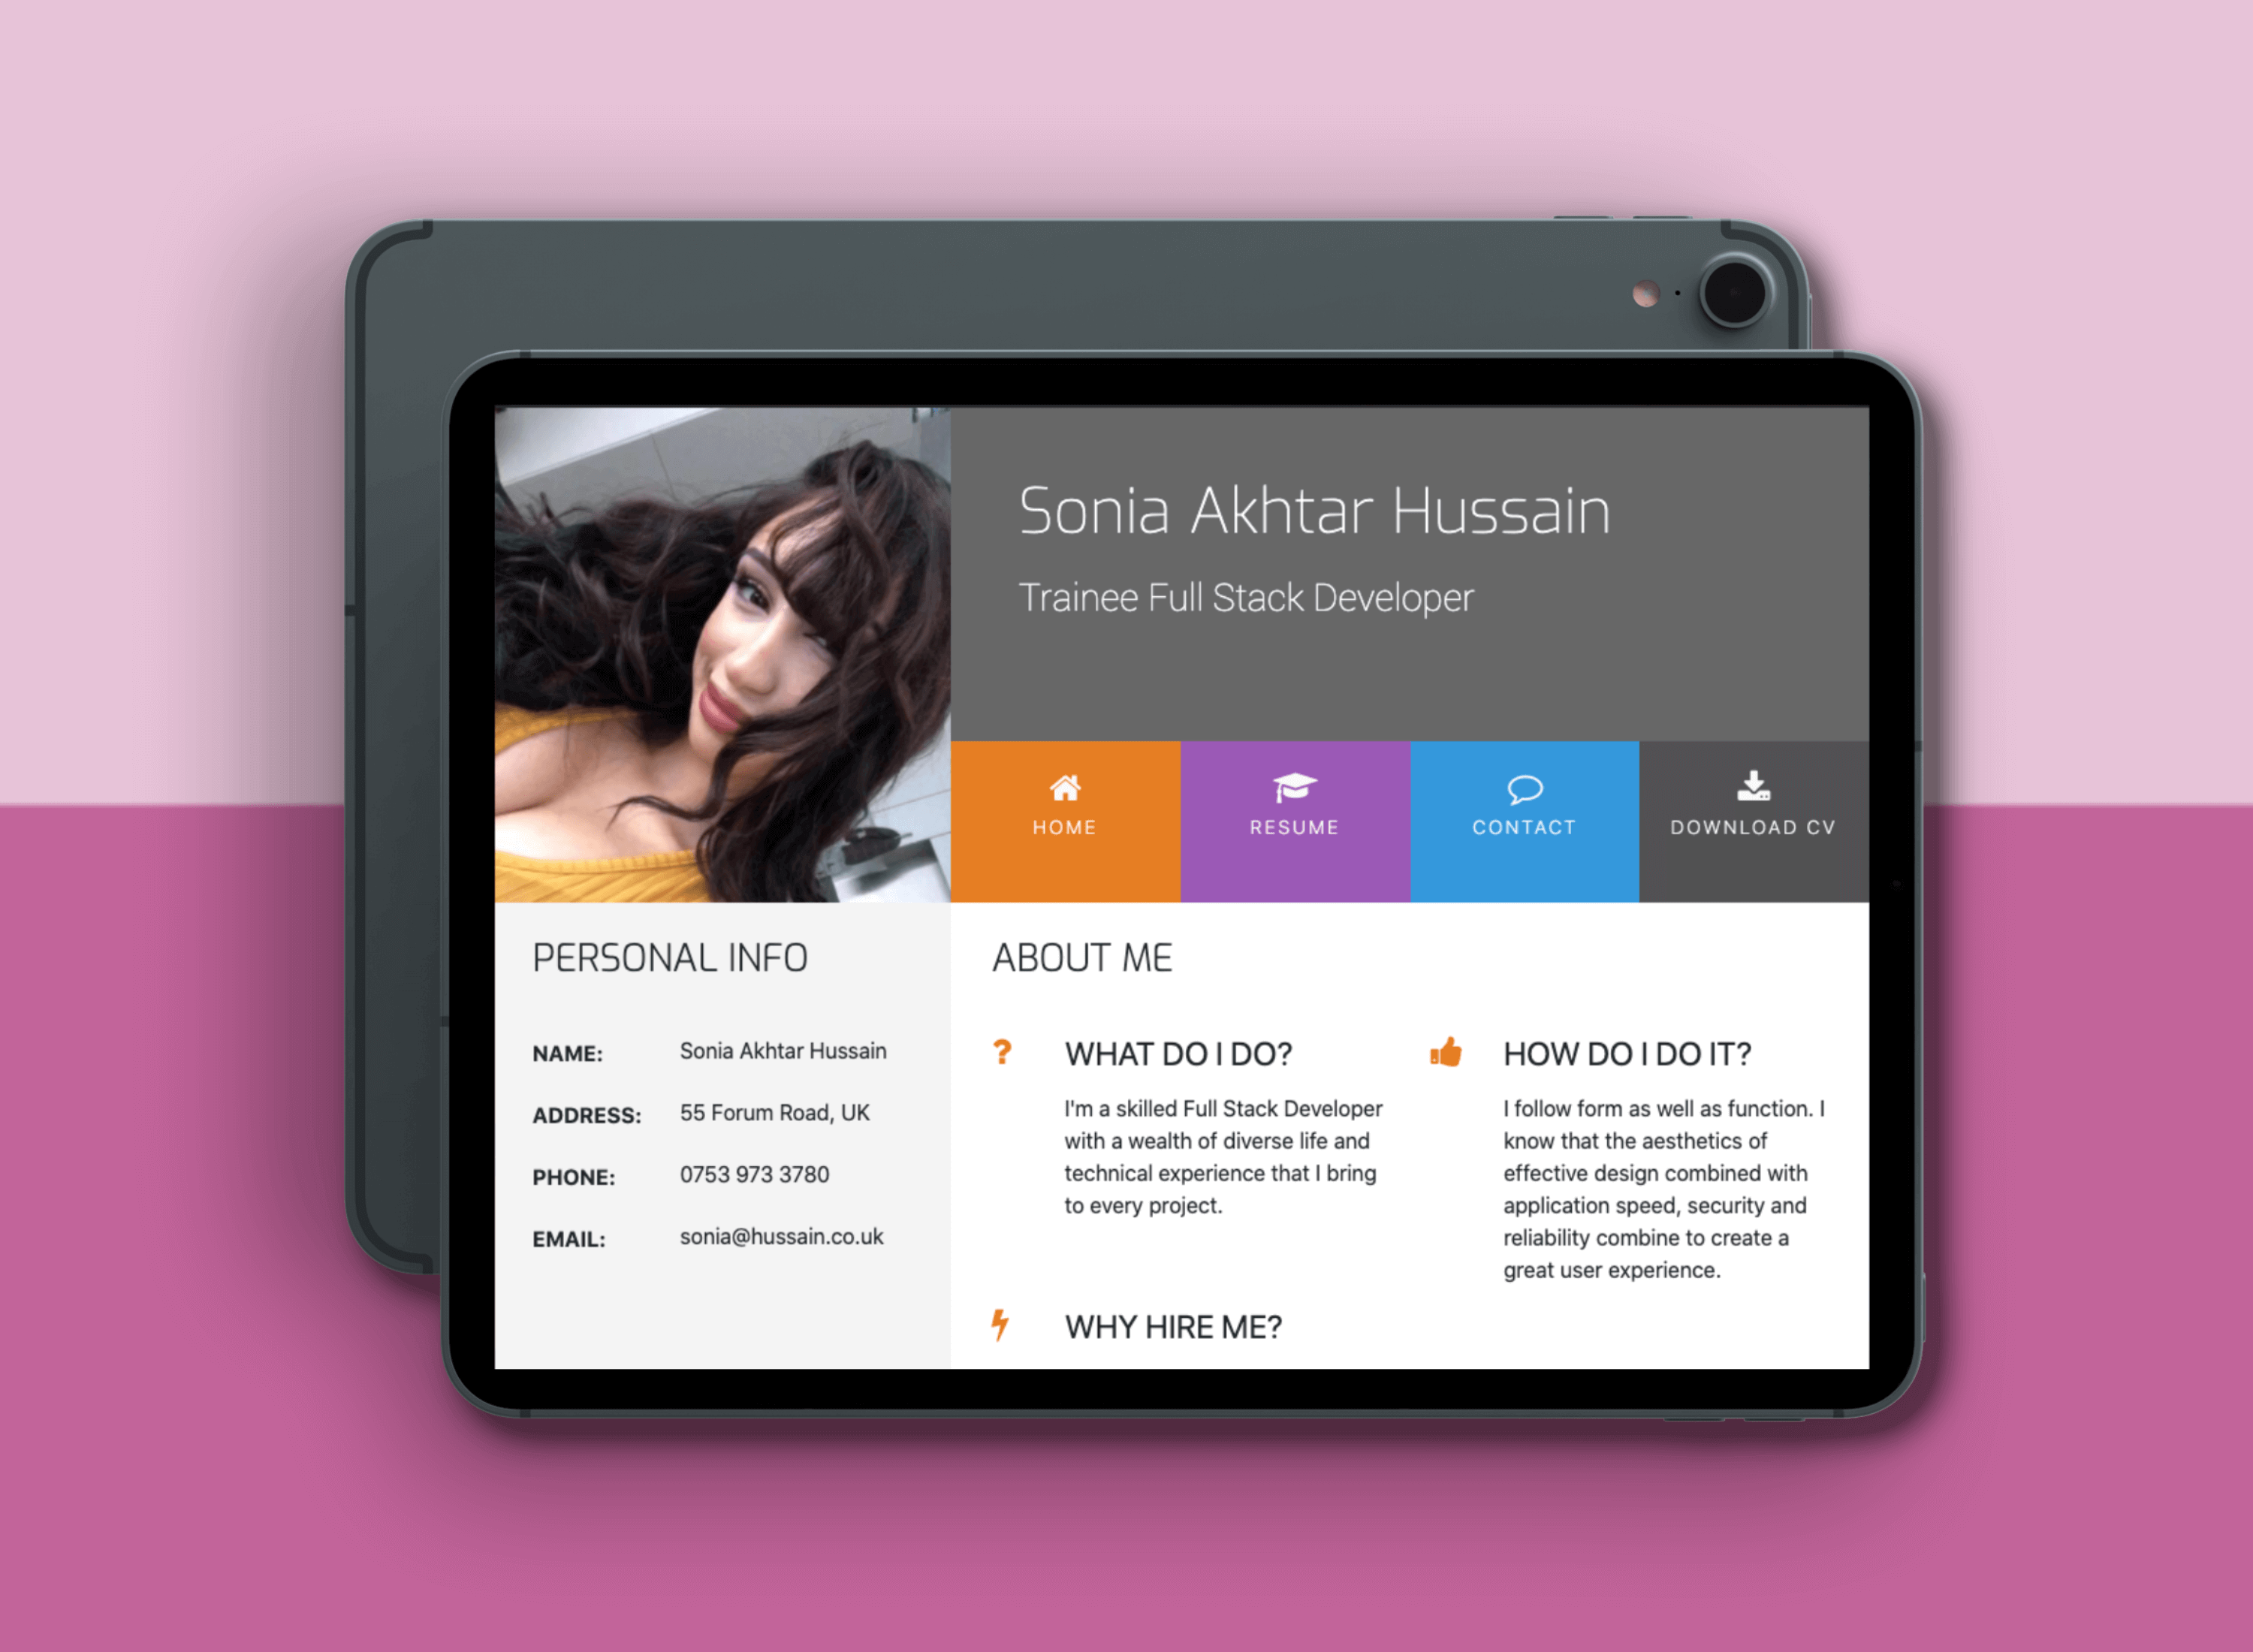 Sonia Akhtar Hussain
Trainee Full Stack Developer
HOME
RESUME
CONTACT
DOWNLOAD CV
PERSONAL INFO
NAME: Sonia Akhtar Hussain
ADDRESS: 55 Forum Road, UK
PHONE: 0753 973 3780
EMAIL: sonia@hussain.co.uk
ABOUT ME
WHAT DO I DO?
I'm a skilled Full Stack Developer
with a wealth of diverse life and
technical experience that I bring
to every project.
HOW DO I DO IT?
I follow form as well as function. I
know that the aesthetics of
effective design combined with
application speed, security and
reliability combine to create a
great user experience.
WHY HIRE ME?